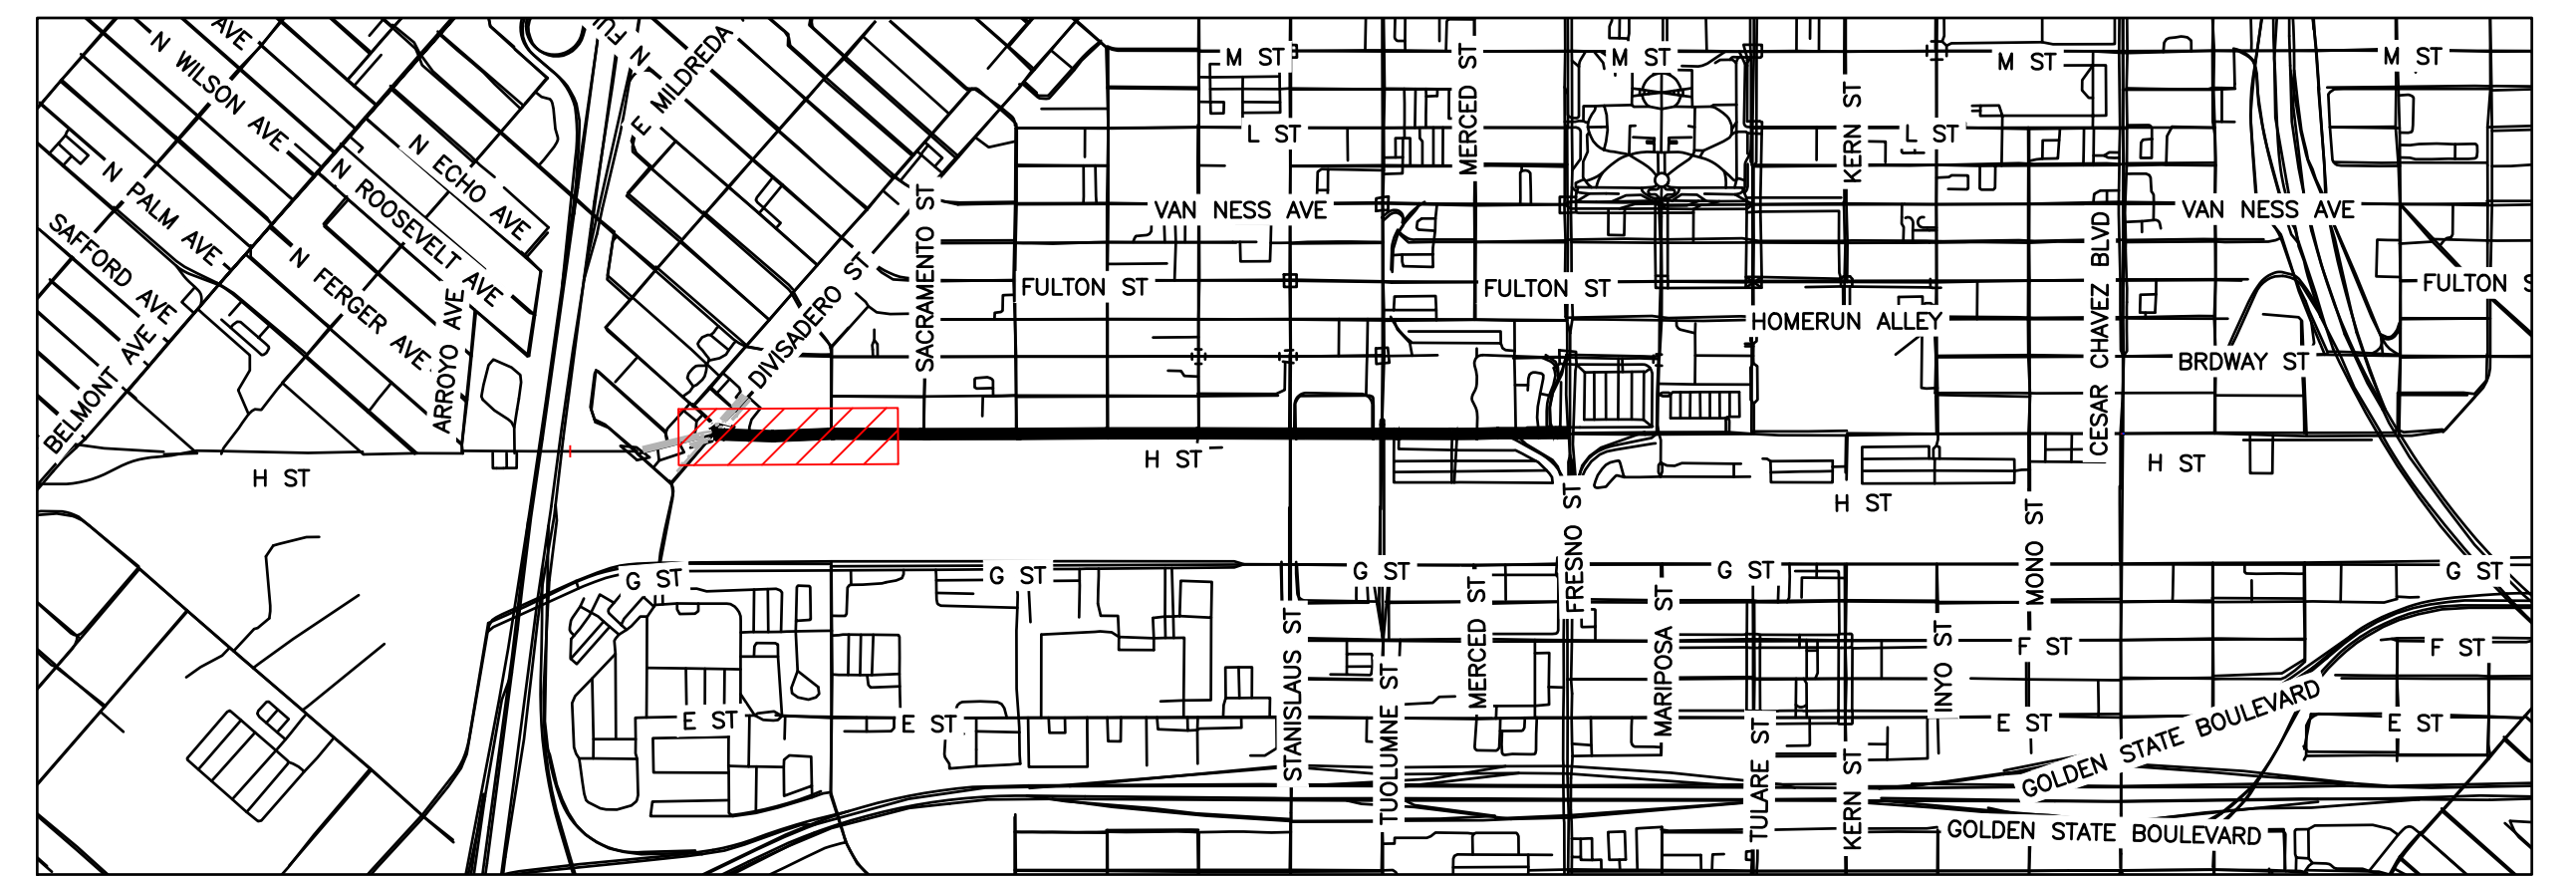 AVE
N WILSON AVE
N
E MILDREDA
M ST
MERCED ST
M ST
KERN ST
M ST
M ST
L ST
L ST
N ECHO AVE
N PALM AVE
N ROOSEVELT AVE
SAFFORD AVE
N FERGER AVE
BELMONT AVE
ARROYO AVE
DIVISADERO ST
SACRAMENTO ST
VAN NESS AVE
VAN NESS AVE
FULTON ST
FULTON ST
FULTON S
HOMERUN ALLEY
CESAR CHAVEZ BLVD
BRDWAY ST
H ST
H ST
H ST
H ST
G ST
G ST
G ST
G ST
G ST
FRESNO ST
MONO ST
STANISLAUS ST
TUOLUMNE ST
MERCED ST
MARIPOSA ST
TULARE ST
KERN ST
INYO ST
F ST
F ST
E ST
E ST
E ST
E ST
GOLDEN STATE BOULEVARD
GOLDEN STATE BOULEVARD